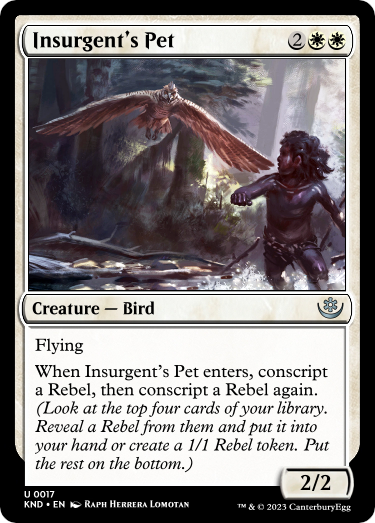 Insurgent's Pet 2
Creature — Bird
Flying
When Insurgent's Pet enters, conscript
a Rebel, then conscript a Rebel again.
(Look at the top four cards of your library.
Reveal a Rebel from them and put it into
your hand or create a 1/1 Rebel token. Put
the rest on the bottom.)
2/2
U 0017
KND • EN RAPH HERRERA LOMOTAN
™ & © 2023 CanterburyEgg